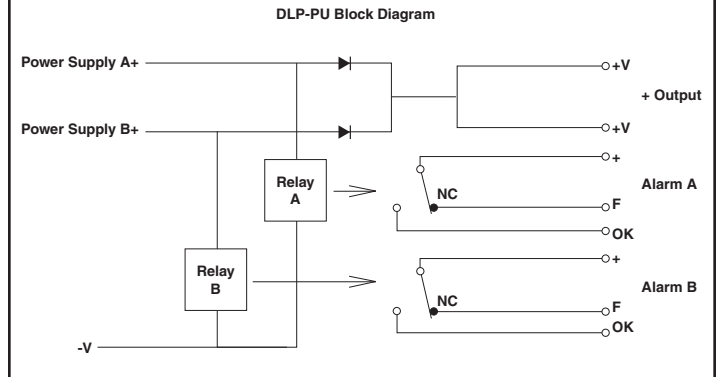 DLP-PU Block Diagram
Power Supply A+
+V
+ Output
Power Supply B+
+V
+
Relay
A
NC
Alarm A
F
OK
+
Relay
B
NC
Alarm B
F
OK
-V